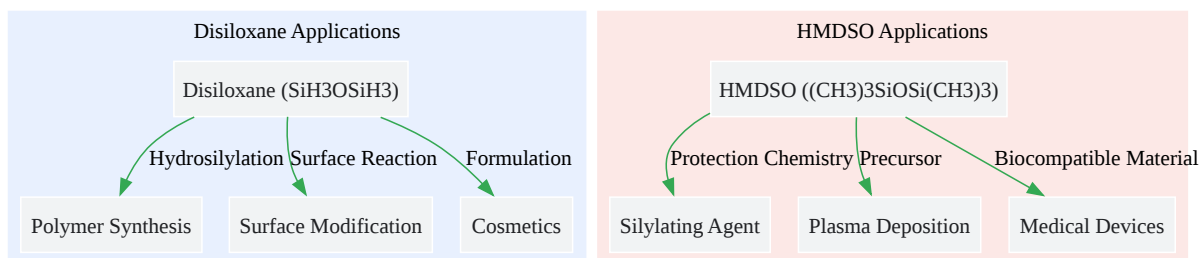 Disiloxane Applications
Disiloxane (SiH3OSiH3)
Hydrosilylation
Surface Reaction
Formulation
Polymer Synthesis
Surface Modification
Cosmetics
HMDSO Applications
HMDSO ((CH3)3SiOSi(CH3)3)
Protection Chemistry
Precursor
Biocompatible Material
Silylating Agent
Plasma Deposition
Medical Devices